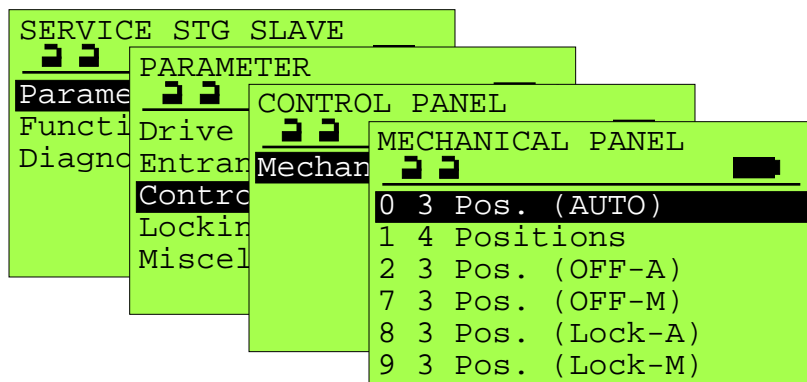 SERVICE STG SLAVE
Parame
Functi
Diagno
PARAMETER
Drive
Entran
Contro
Lockin
Miscel
CONTROL PANEL
Mechan
MECHANICAL PANEL
0 3 Pos. (AUTO)
1 4 Positions
2 3 Pos. (OFF-A)
7 3 Pos. (OFF-M)
8 3 Pos. (Lock-A)
9 3 Pos. (Lock-M)